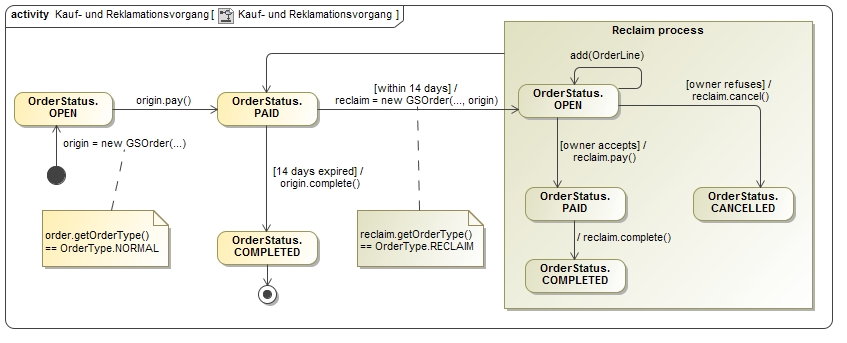 activity Kauf- und Reklamationsvorgang [ Kauf- und Reklamationsvorgang ]
Reclaim process
add(OrderLine)
OrderStatus.
OPEN
origin.pay()
OrderStatus.
PAID
[within 14 days] /
reclaim = new GSOrder(..., origin)
OrderStatus.
OPEN
[owner refuses] /
reclaim.cancel()
origin = new GSOrder(...)
[14 days expired] /
origin.complete()
[owner accepts] /
reclaim.pay()
order.getOrderType()
== OrderType.NORMAL
OrderStatus.
COMPLETED
reclaim.getOrderType()
== OrderType.RECLAIM
OrderStatus.
PAID
OrderStatus.
CANCELLED
/ reclaim.complete()
OrderStatus.
COMPLETED